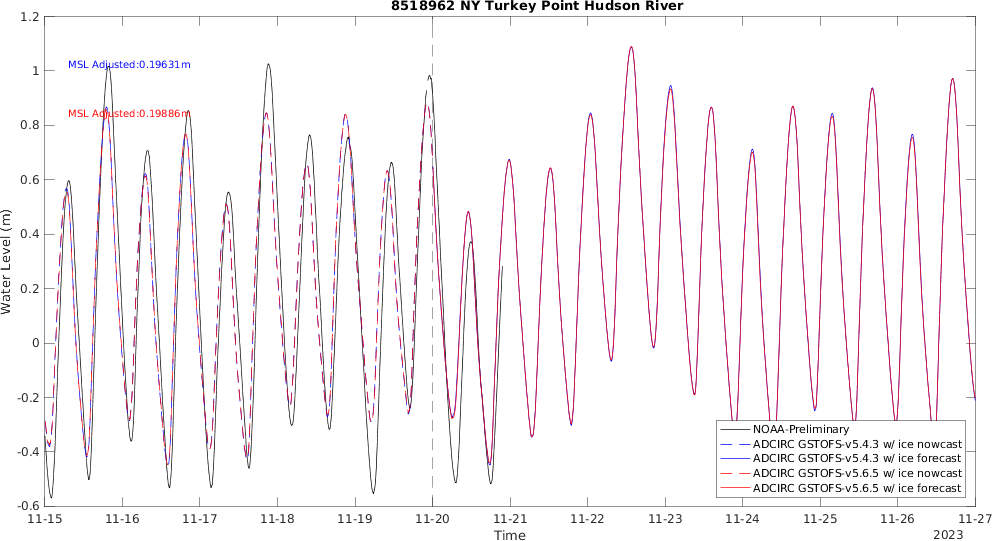 8518962 NY Turkey Point Hudson River
MSL Adjusted:0.19631m
MSL Adjusted:0.19886m
Water Level (m)
1.2
1
0.8
0.6
0.4
0.2
0
-0.2
-0.4
-0.6
NOAA-Preliminary
ADCIRC GSTOFS-v5.4.3 w/ ice nowcast
ADCIRC GSTOFS-v5.4.3 w/ ice forecast
ADCIRC GSTOFS-v5.6.5 w/ ice nowcast
ADCIRC GSTOFS-v5.6.5 w/ ice forecast
11-15 11-16 11-17 11-18 11-19 11-20 11-21 11-22 11-23 11-24 11-25 11-26 11-27
Time
2023